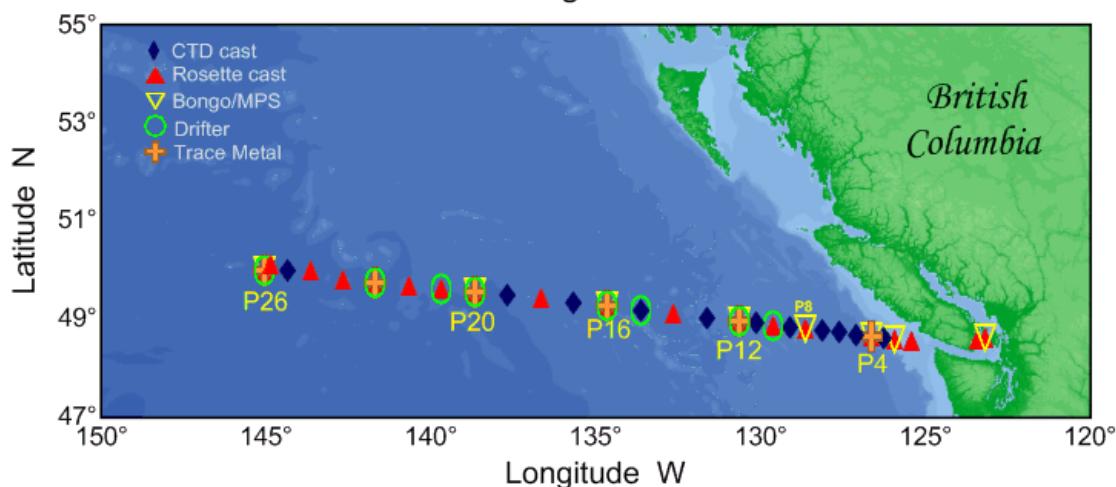 55°
53°
51°
49°
47°
Latitude N
CTD cast
Rosette cast
Bongo/MPS
Drifter
Trace Metal
British
Columbia
P26
P20
P16
P12
P8
P4
150°
145°
140°
135°
130°
125°
120°
Longitude W